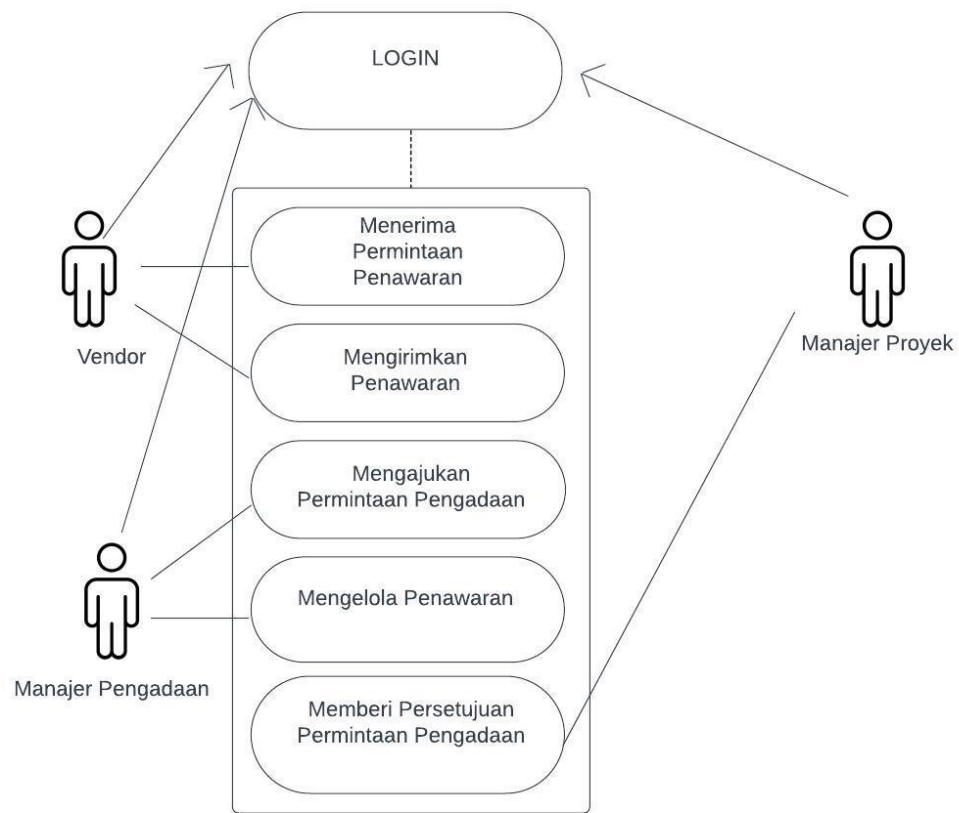 LOGIN
Menerima
Permintaan
Penawaran
Vendor
Manajer Proyek
Mengirimkan
Penawaran
Mengajukan
Permintaan Pengadaan
Mengelola Penawaran
Manajer Pengadaan
Memberi Persetujuan
Permintaan Pengadaan